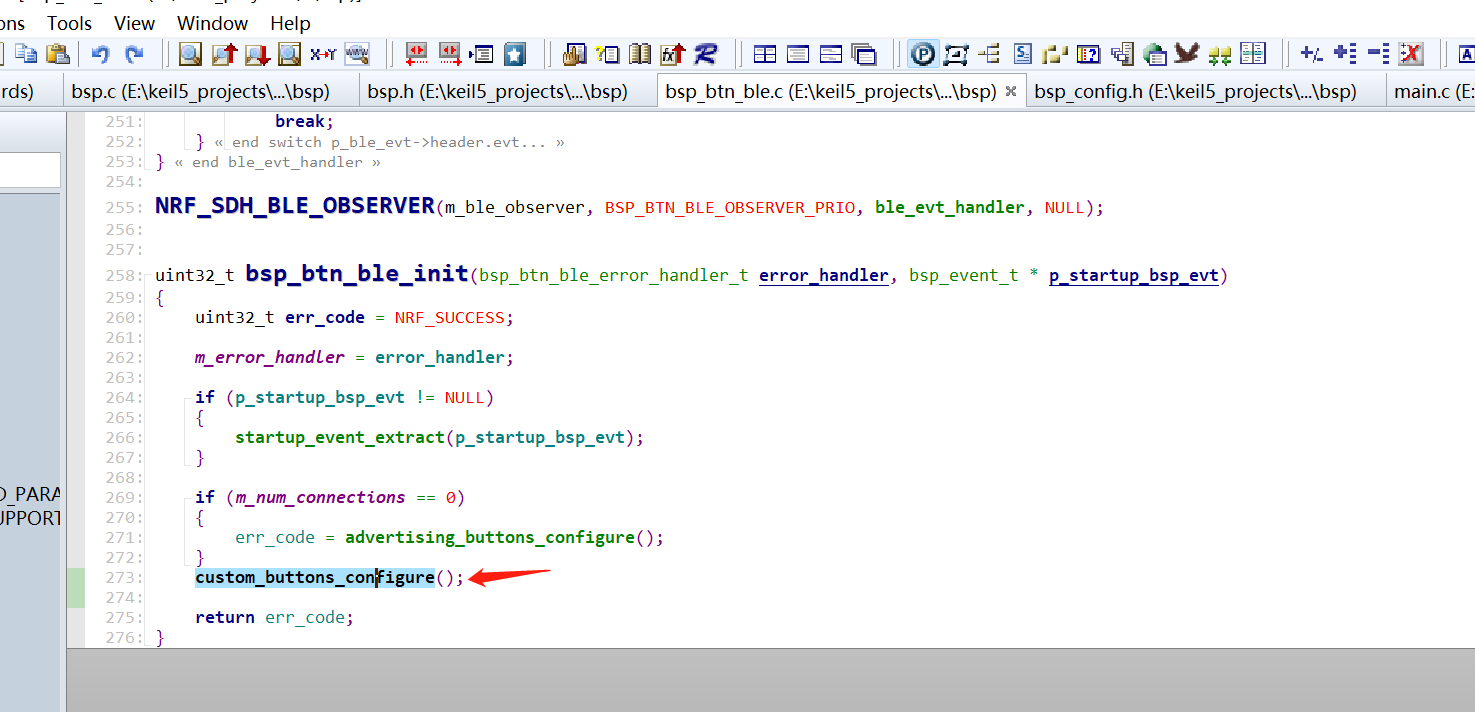 ons Tools View Window Help
rds) bsp.c (E:\keil5_projects\...\bsp) bsp.h (E:\keil5_projects\...\bsp) bsp_btn_ble.c (E:\keil5_projects\...\bsp) bsp_config.h (E:\keil5_projects\...\bsp) main.c (E:
251: break;
252: } « end switch p_ble_evt->header.evt... »
253: } « end ble_evt_handler »
254:
255: NRF_SDH_BLE_OBSERVER(m_ble_observer, BSP_BTN_BLE_OBSERVER_PRIO, ble_evt_handler, NULL);
256:
257:
258: uint32_t bsp_btn_ble_init(bsp_btn_ble_error_handler_t error_handler, bsp_event_t * p_startup_bsp_evt)
259: {
260: uint32_t err_code = NRF_SUCCESS;
261:
262: m_error_handler = error_handler;
263:
264: if (p_startup_bsp_evt != NULL)
265: {
266: startup_event_extract(p_startup_bsp_evt);
267: }
268:
269: if (m_num_connections == 0)
270: {
271: err_code = advertising_buttons_configure();
272: }
273: custom_buttons_configure();
274:
275: return err_code;
276: }
D_PARA
UPPORT